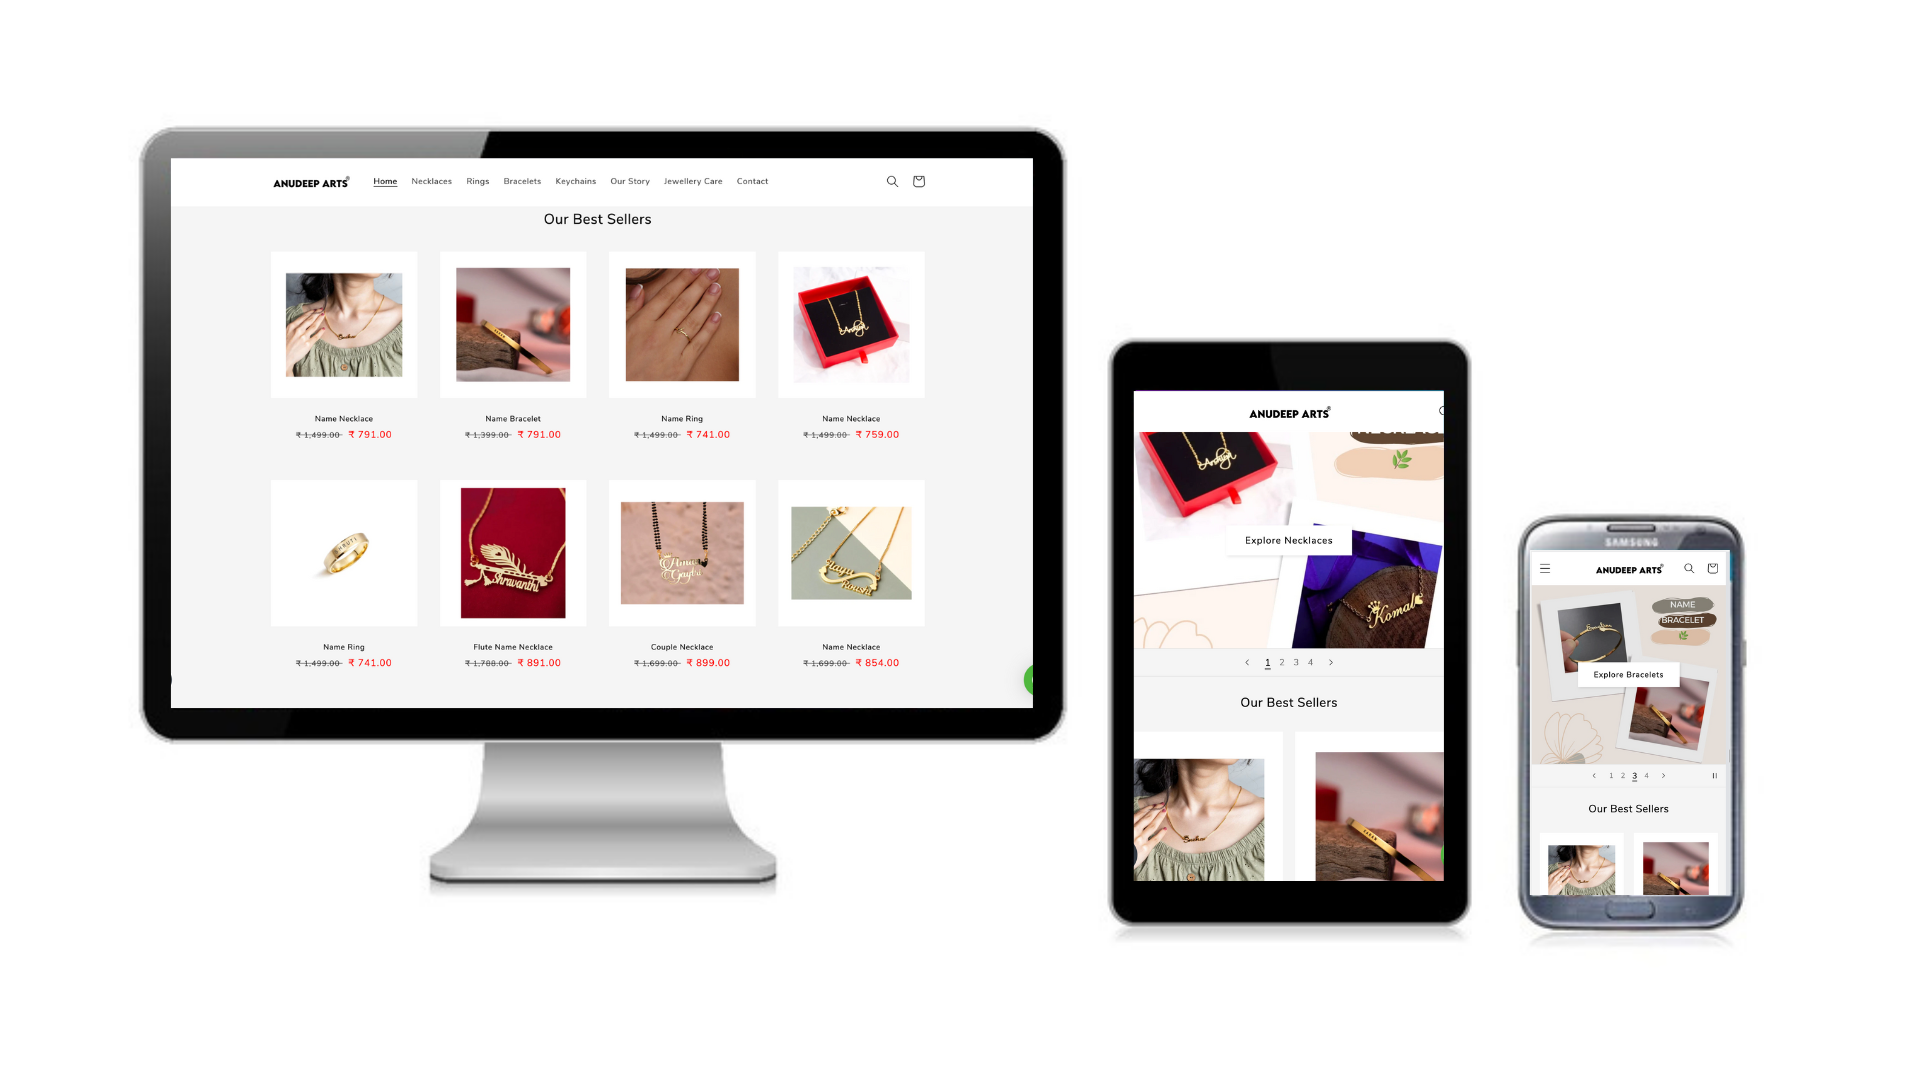 ANUDEEP ARTS®
Home Necklaces Rings Bracelets Keychains Our Story Jewellery Care Contact
Our Best Sellers
Name Necklace
₹ 1,499.00 ₹ 791.00
Name Bracelet
₹ 1,399.00 ₹ 791.00
Name Ring
₹ 1,499.00 ₹ 741.00
Name Necklace
₹ 1,499.00 ₹ 759.00
KRUTI
Shravanthi
Name Ring
₹ 1,499.00 ₹ 741.00
Flute Name Necklace
₹ 1,788.00 ₹ 891.00
Couple Necklace
₹ 1,699.00 ₹ 899.00
Name Necklace
₹ 1,699.00 ₹ 854.00
ANUDEEP ARTS®
Explore Necklaces
Komal
1 2 3 4
Our Best Sellers
SAMSUNG
ANUDEEP ARTS®
NAME
BRACELET
Explore Bracelets
1 2 3 4
Our Best Sellers